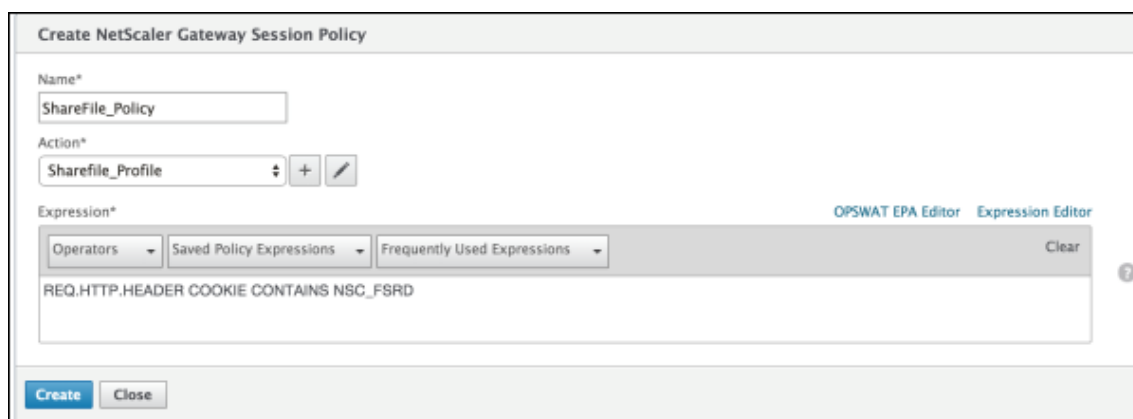 Create NetScaler Gateway Session Policy
Name*
ShareFile_Policy
Action*
Sharefile_Profile +
Expression* OPSWAT EPA Editor Expression Editor
Operators Saved Policy Expressions Frequently Used Expressions Clear
?
REQ.HTTP.HEADER COOKIE CONTAINS NSC_FSRD
Create Close